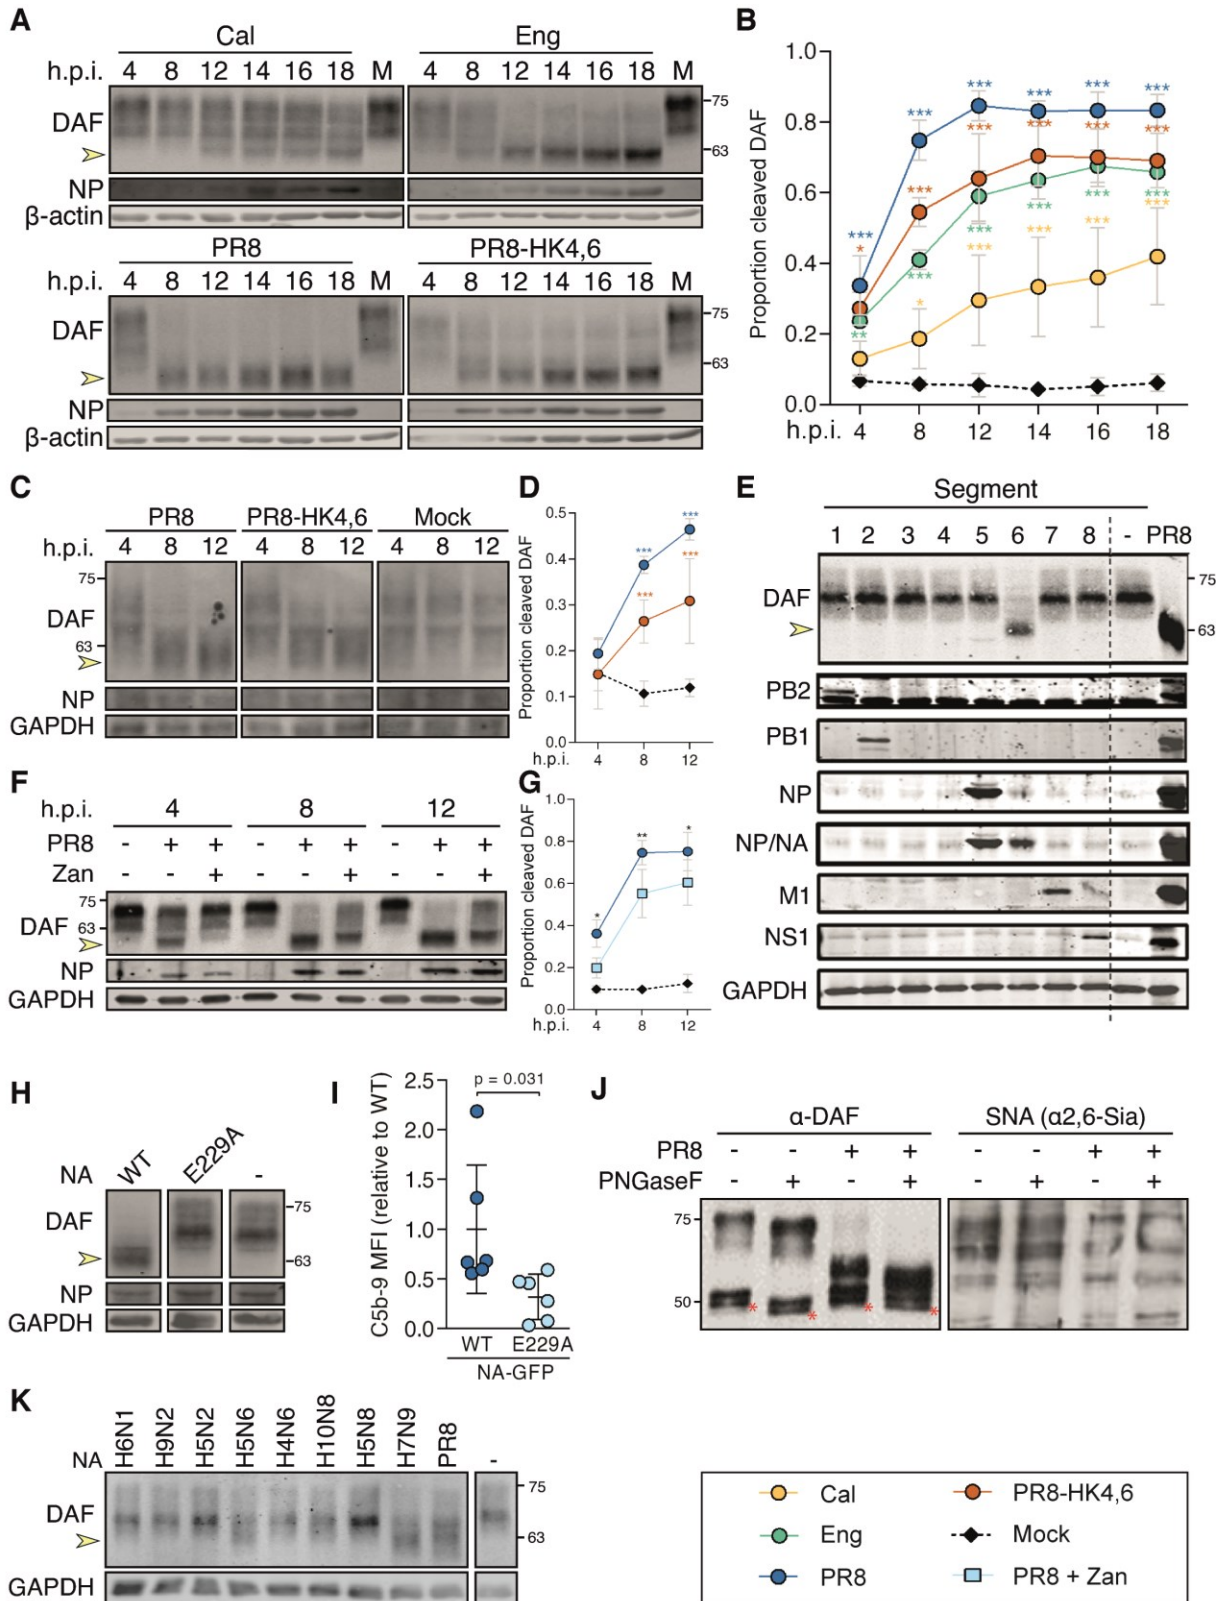 A
Cal
Eng
h.p.i. 4 8 12 14 16 18 M 4 8 12 14 16 18 M
DAF
75
63
NP
β-actin
PR8
PR8-HK4,6
h.p.i. 4 8 12 14 16 18 M 4 8 12 14 16 18 M
DAF
75
63
NP
β-actin
B
Proportion cleaved DAF
1.0
0.8
0.6
0.4
0.2
0.0
*** *** *** *** *** ***
* *** *** *** *** ***
** *** *** *** *** ***
* *** *** *** ***
h.p.i. 4 8 12 14 16 18
C
PR8 PR8-HK4,6 Mock
h.p.i. 4 8 12 4 8 12 4 8 12
75
DAF
63
NP
GAPDH
D
Proportion cleaved DAF
0.5
0.4
0.3
0.2
0.1
0.0
*** ***
*** ***
h.p.i. 4 8 12
E
Segment
1 2 3 4 5 6 7 8 - PR8
DAF
75
63
PB2
PB1
NP
NP/NA
M1
NS1
GAPDH
F
h.p.i. 4 8 12
PR8 - + + - + + - + +
Zan - - + - - + - - +
75
DAF 63
NP
GAPDH
G
Proportion cleaved DAF
1.0
0.8
0.6
0.4
0.2
0.0
* ** *
h.p.i. 4 8 12
H
NA WT E229A -
DAF
75
63
NP
GAPDH
I
C5b-9 MFI (relative to WT)
p = 0.031
2.5
2.0
1.5
1.0
0.5
0.0
WT E229A
NA-GFP
J
α-DAF SNA (α2,6-Sia)
PR8 - - + + - - + +
PNGaseF - + - + - + - +
75
50
* * * *
K
NA H6N1 H9N2 H5N2 H5N6 H4N6 H10N8 H5N8 H7N9 PR8 -
DAF
75
63
GAPDH
Cal
Eng
PR8
PR8-HK4,6
Mock
PR8 + Zan